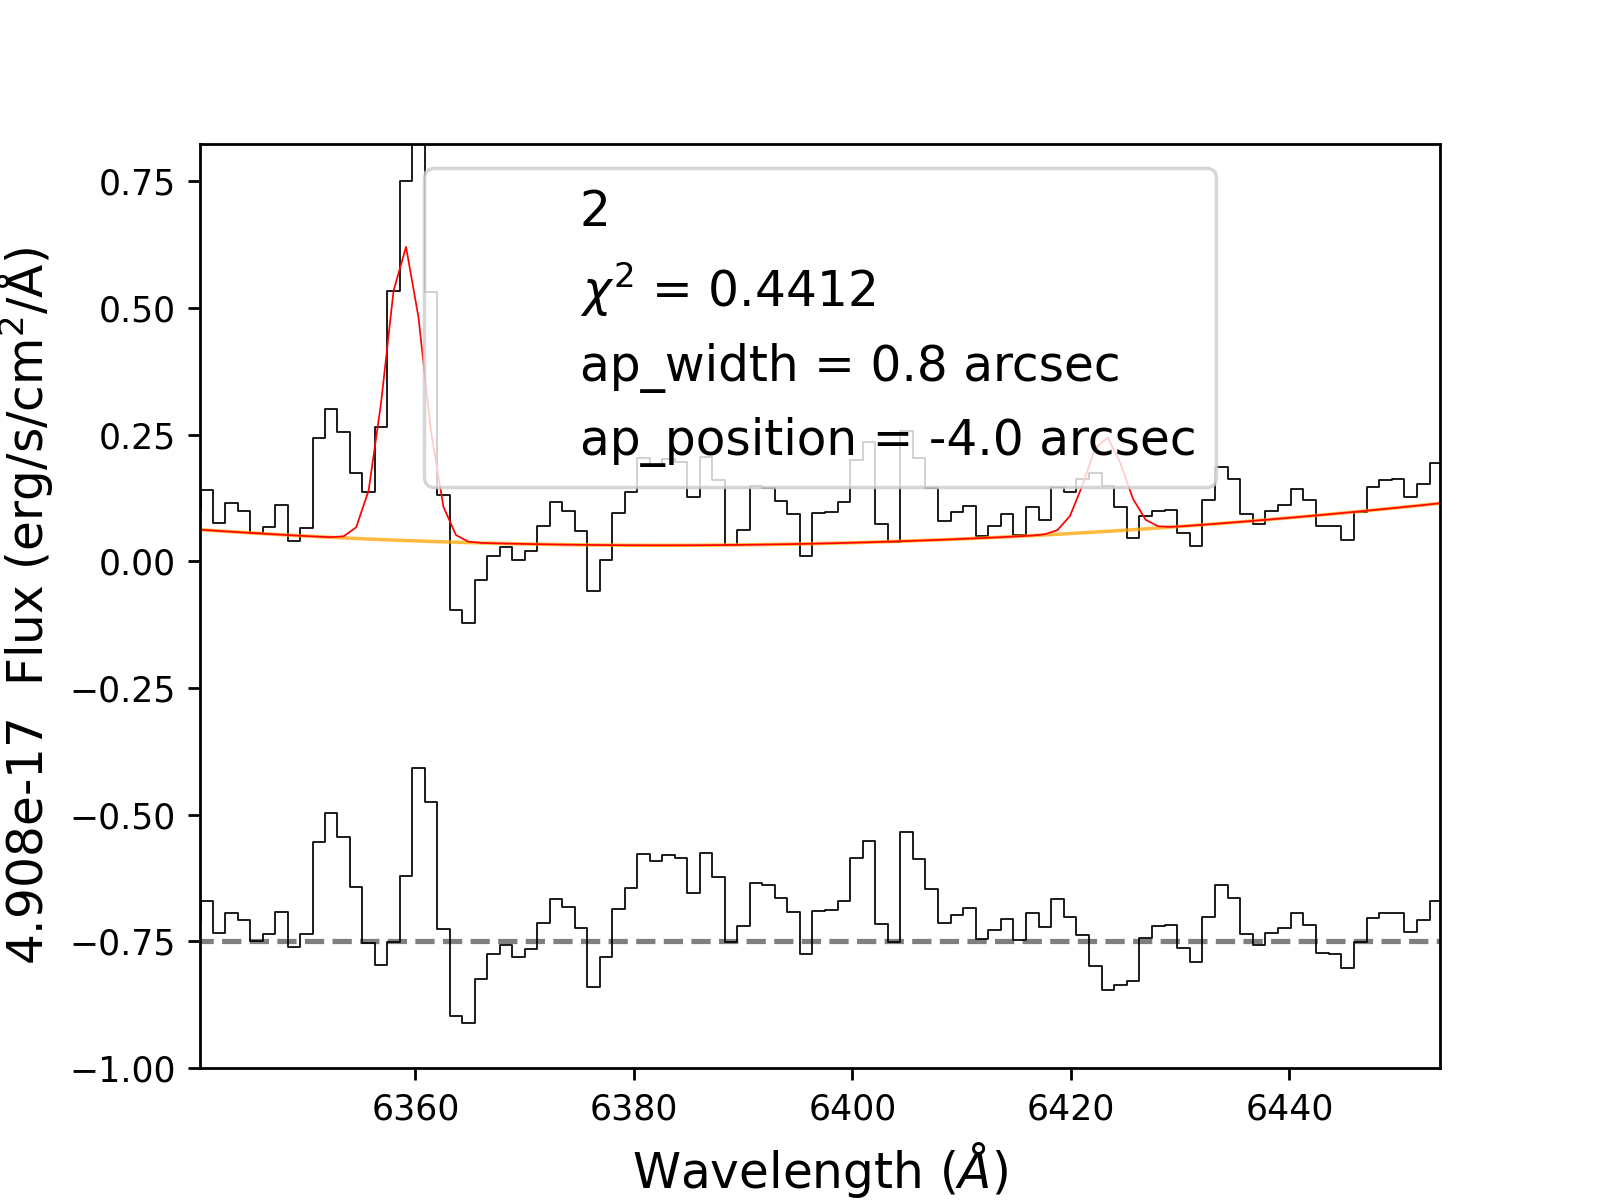 2
χ² = 0.4412
ap_width = 0.8 arcsec
ap_position = -4.0 arcsec
0.75
0.50
0.25
0.00
−0.25
−0.50
−0.75
−1.00
4.908e-17 Flux (erg/s/cm²/Å)
6360 6380 6400 6420 6440
Wavelength (Å)